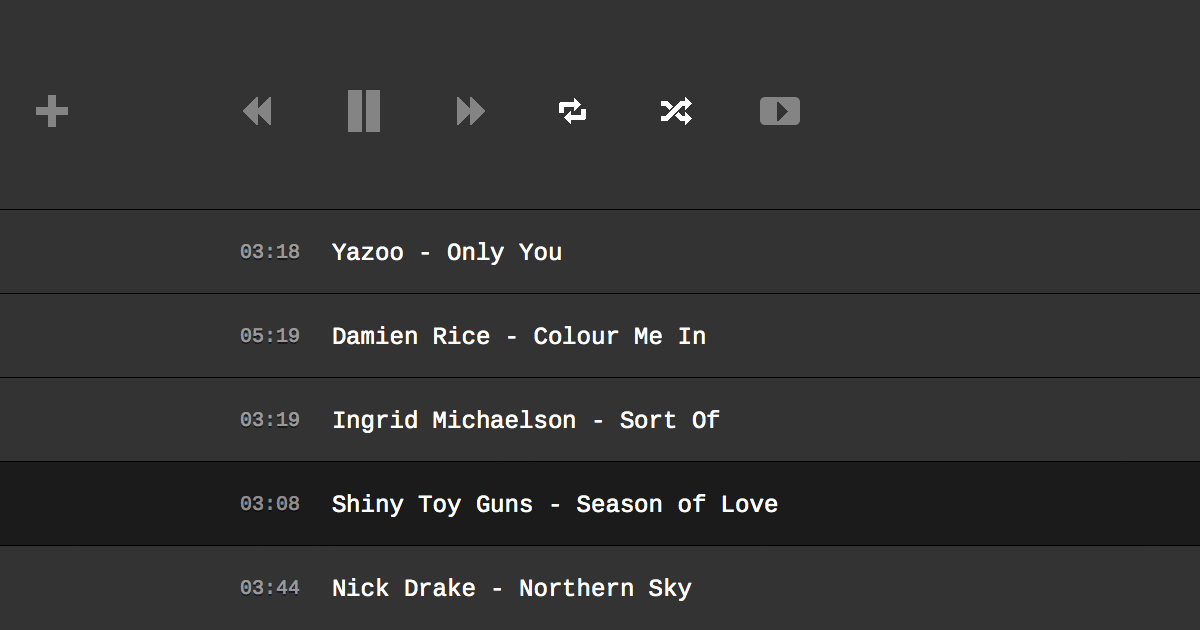 03:18 Yazoo - Only You
05:19 Damien Rice - Colour Me In
03:19 Ingrid Michaelson - Sort Of
03:08 Shiny Toy Guns - Season of Love
03:44 Nick Drake - Northern Sky